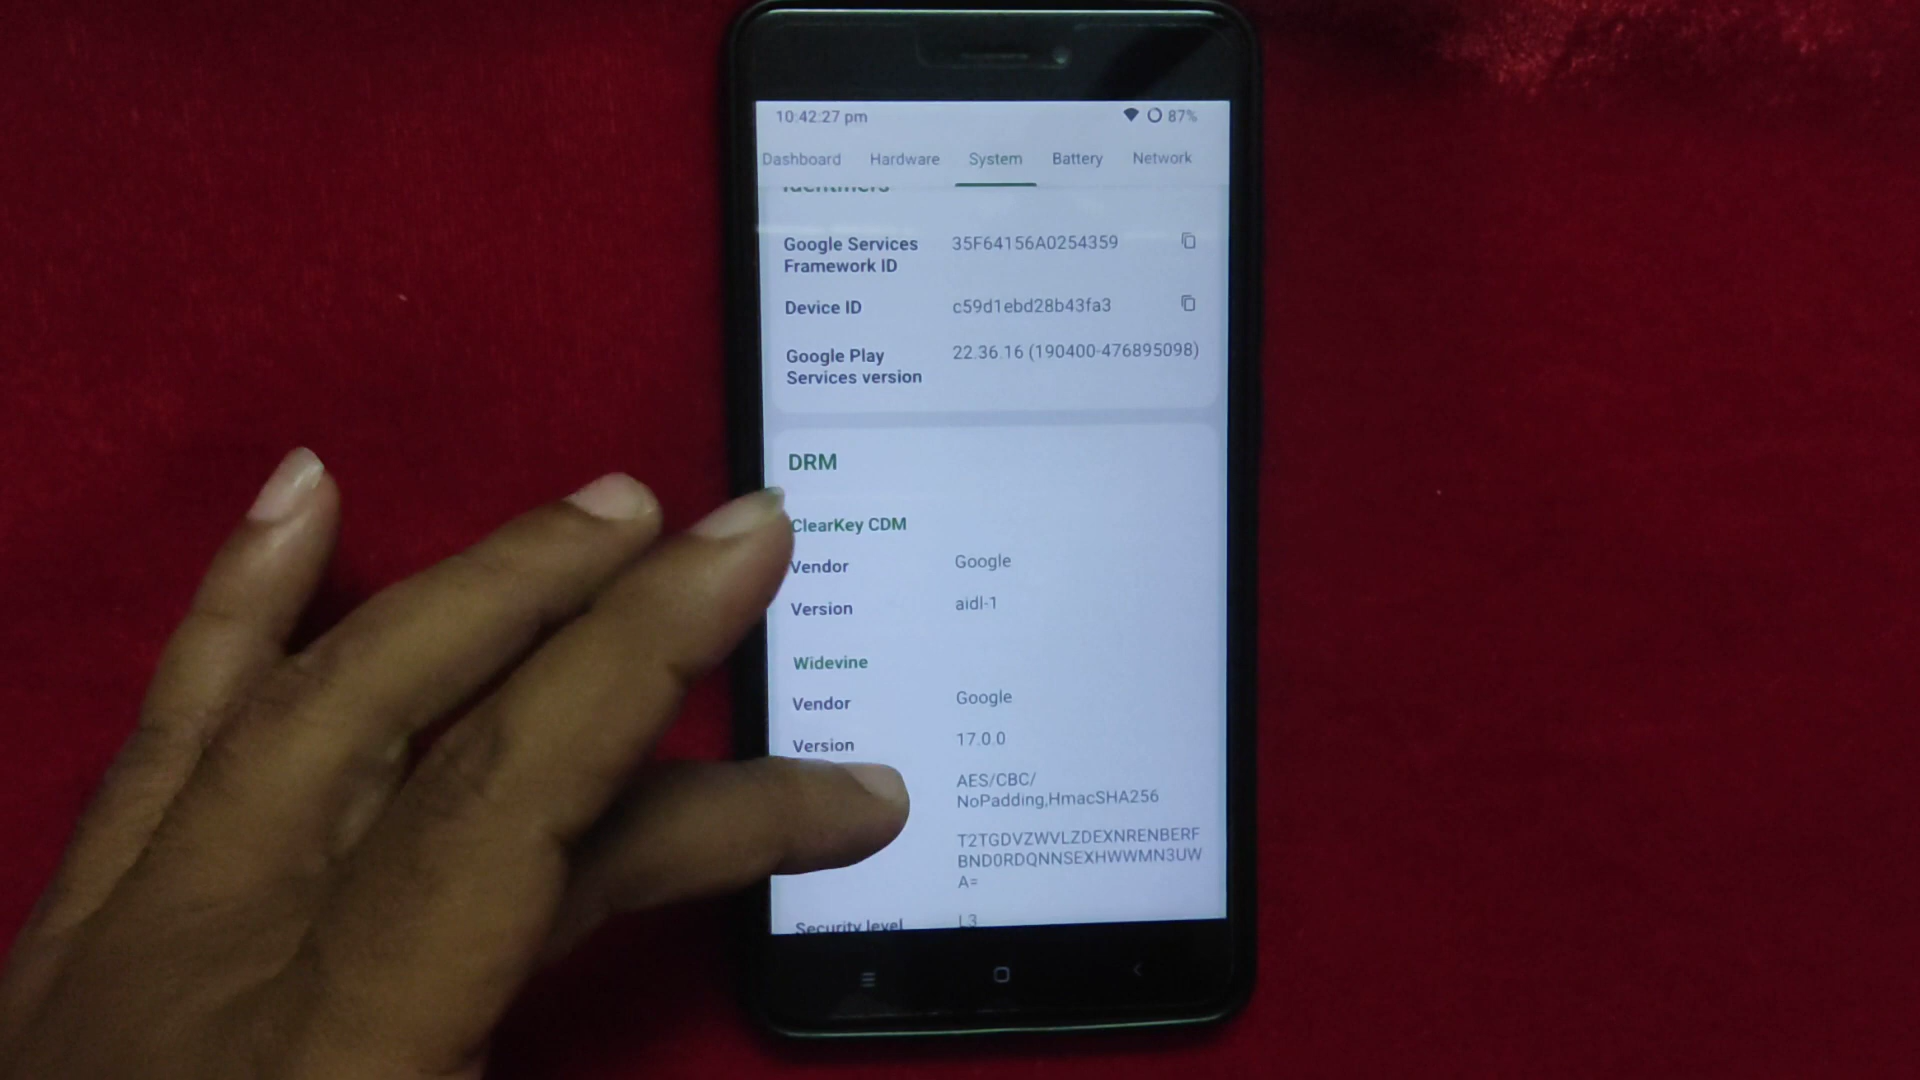 10:42:27 pm 87%
Dashboard Hardware System Battery Network
Identifiers
Google Services 35F64156A0254359
Framework ID
Device ID c59d1ebd28b43fa3
Google Play 22.36.16 (190400-476895098)
Services version
DRM
ClearKey CDM
Vendor Google
Version aidl-1
Widevine
Vendor Google
Version 17.0.0
AES/CBC/
NoPadding,HmacSHA256
T2TGDVZWVLZDEXNRENBERF
BND0RDQNNSEXHWWMN3UW
A=
Security level L3